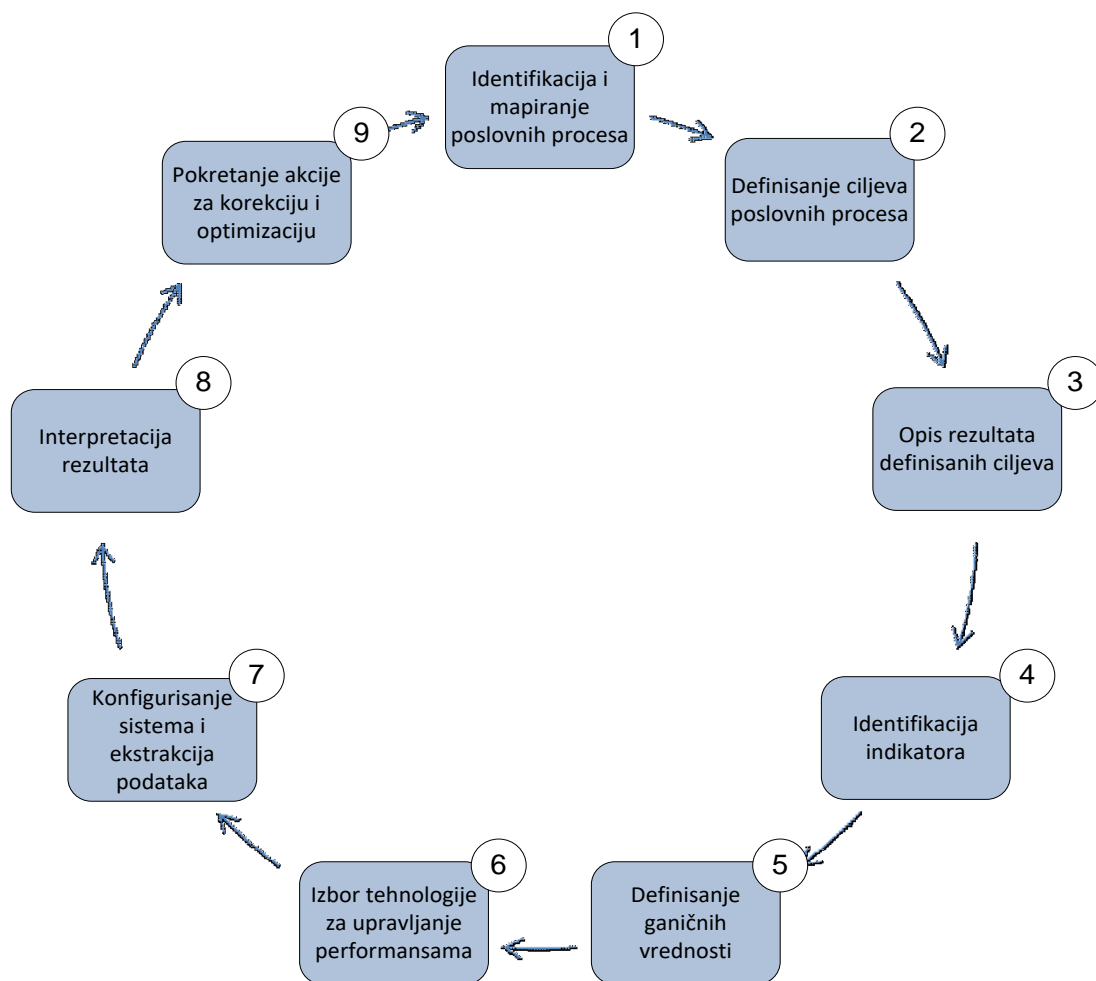 1
Identifikacija i
mapiranje
poslovnih procesa
2
Definisanje ciljeva
poslovnih procesa
3
Opis rezultata
definisanih ciljeva
4
Identifikacija
indikatora
5
Definisanje
ganičnih
vrednosti
6
Izbor tehnologije
za upravljanje
performansama
7
Konfigurisanje
sistema i
ekstrakcija
podataka
8
Interpretacija
rezultata
9
Pokretanje akcije
za korekciju i
optimizaciju